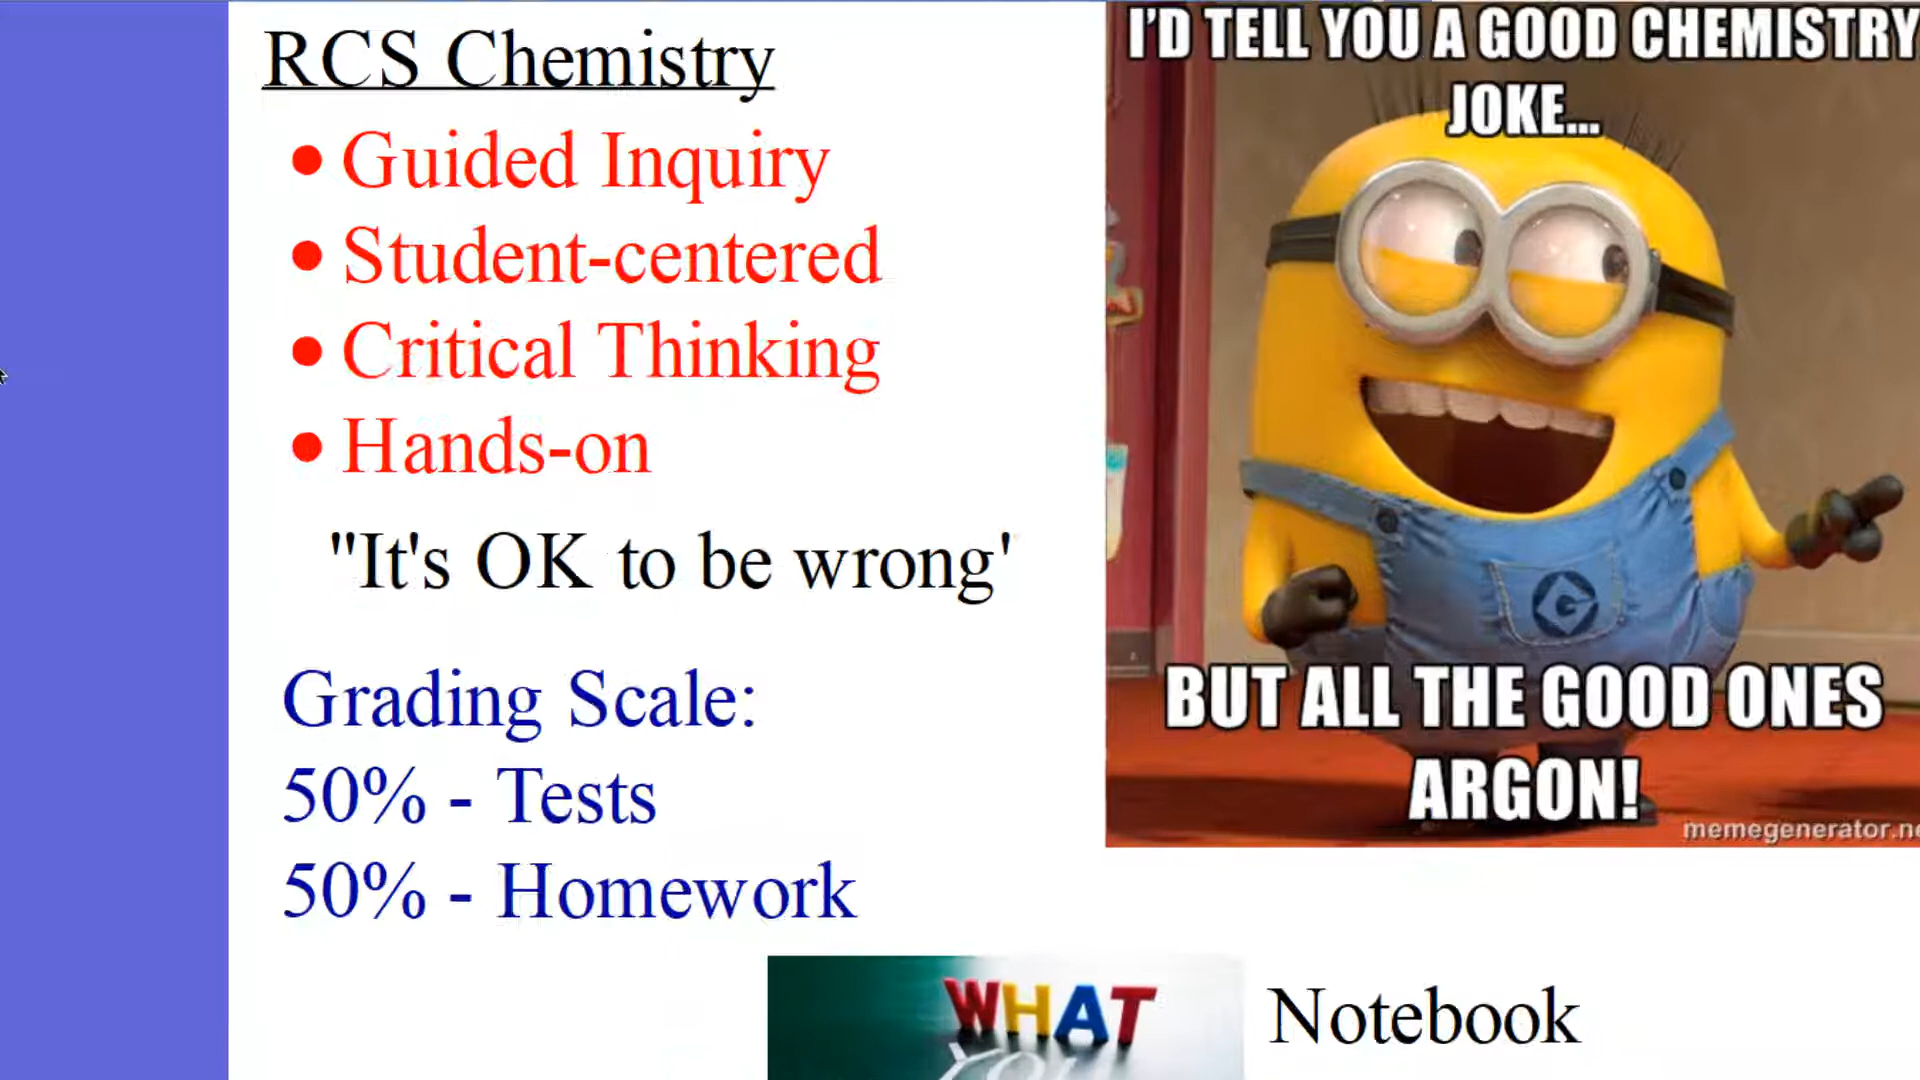 RCS Chemistry
• Guided Inquiry
• Student-centered
• Critical Thinking
• Hands-on
"It's OK to be wrong'
Grading Scale:
50% - Tests
50% - Homework
I'D TELL YOU A GOOD CHEMISTRY
JOKE...
BUT ALL THE GOOD ONES
ARGON!
WHAT
Notebook